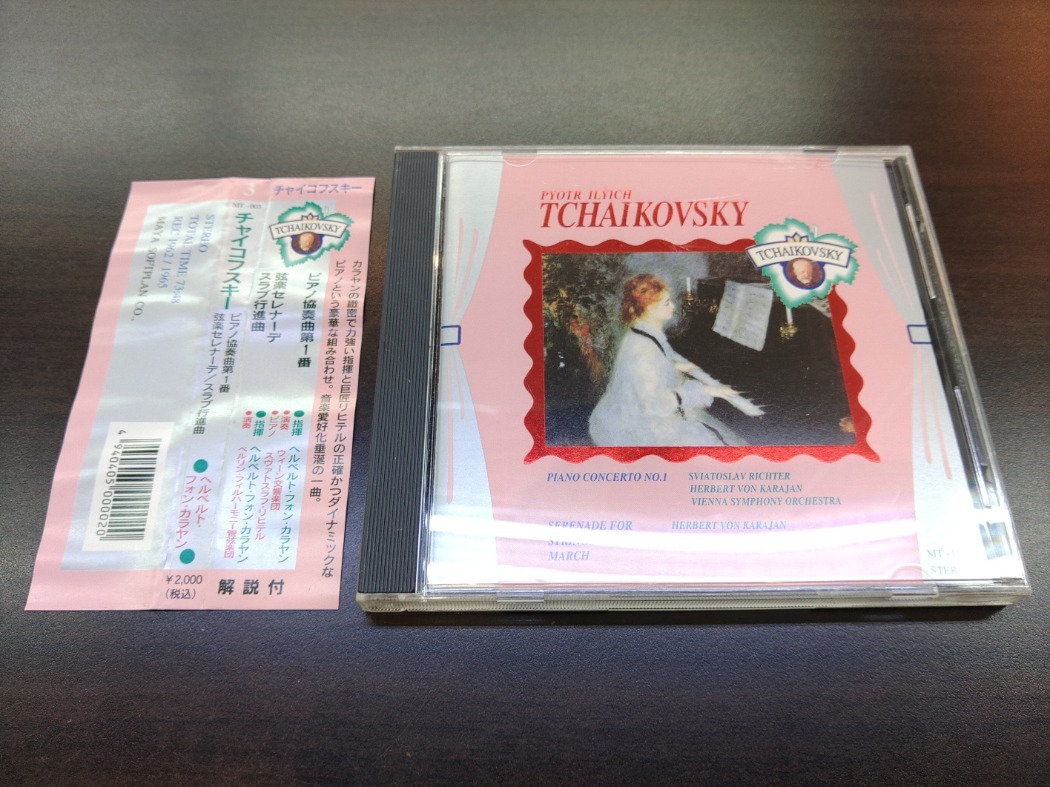 3 チャイコフスキー
TCHAIKOVSKY
カラヤンの緻密で力強い指揮と巨匠リヒテルの正確かつダイナミックな
ピアノという豪華な組み合わせ。音楽愛好化垂涎の一曲。
ピアノ協奏曲第1番
弦楽セレナーデ
スラブ行進曲
●指揮 ヘルベルト・フォン・カラヤン
●演奏 ウィーン交響楽団
●ピアノ スヴァトスラフ・リヒテル
●指揮 ヘルベルト・フォン・カラヤン
●演奏 ベルリン・フィルハーモニー管弦楽団
解説付
MT-003
チャイコフスキー ピアノ協奏曲第1番
弦楽セレナーデ/スラブ行進曲
●ヘルベルト・
フォン・カラヤン●
¥2,000
(税込)
STEREO
TOTAL TIME 73:48
REC 1962/1965
MAYA SOFTPLAN CO.,
4940405000020
PYOTR ILYICH
TCHAIKOVSKY
TCHAIKOVSKY
PIANO CONCERTO NO.1 SVIATOSLAV RICHTER
HERBERT VON KARAJAN
VIENNA SYMPHONY ORCHESTRA
SERENADE FOR HERBERT VON KARAJAN
MARCH
MT-
STER